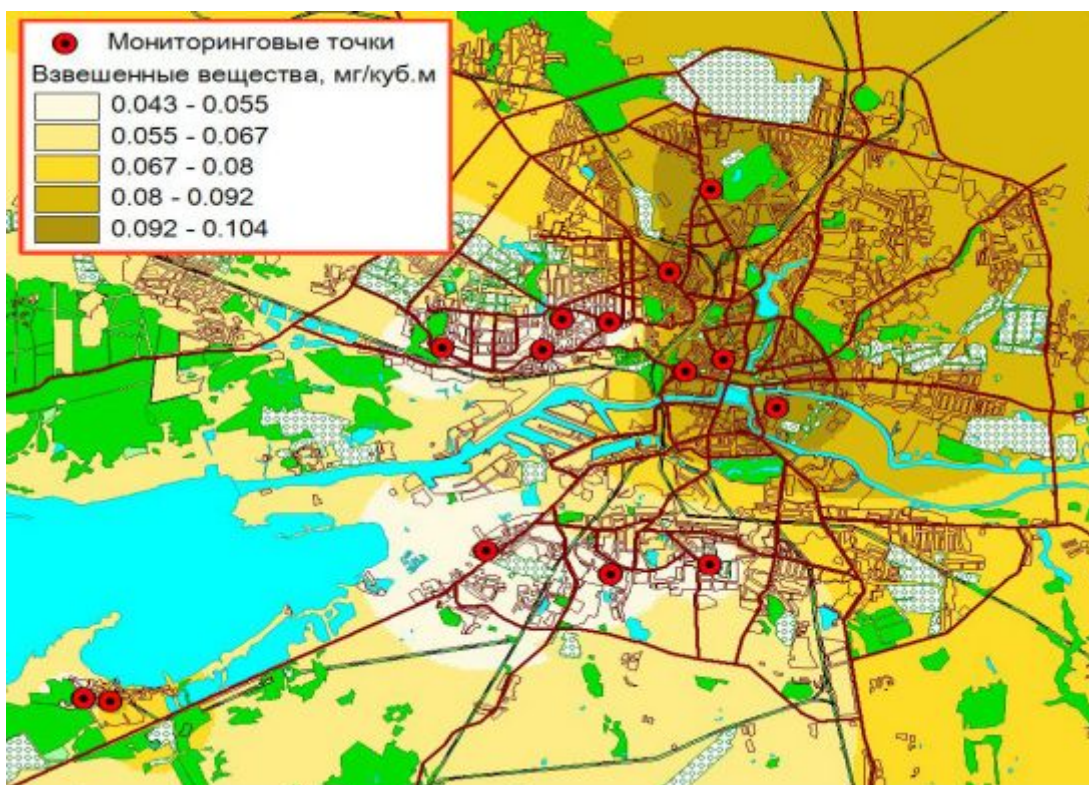 Мониторинговые точки
Взвешенные вещества, мг/куб.м
0.043 - 0.055
0.055 - 0.067
0.067 - 0.08
0.08 - 0.092
0.092 - 0.104